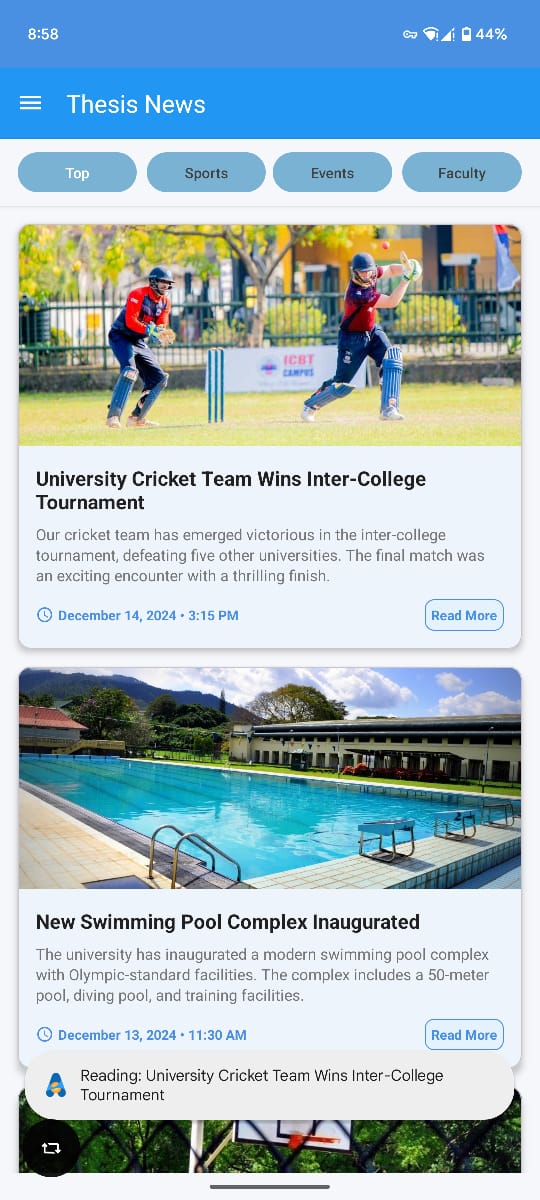 8:58
44%
Thesis News
Top
Sports
Events
Faculty
ICBT
CAMPUS
University Cricket Team Wins Inter-College
Tournament
Our cricket team has emerged victorious in the inter-college
tournament, defeating five other universities. The final match was
an exciting encounter with a thrilling finish.
December 14, 2024 • 3:15 PM
Read More
New Swimming Pool Complex Inaugurated
The university has inaugurated a modern swimming pool complex
with Olympic-standard facilities. The complex includes a 50-meter
pool, diving pool, and training facilities.
December 13, 2024 • 11:30 AM
Read More
Reading: University Cricket Team Wins Inter-College
Tournament